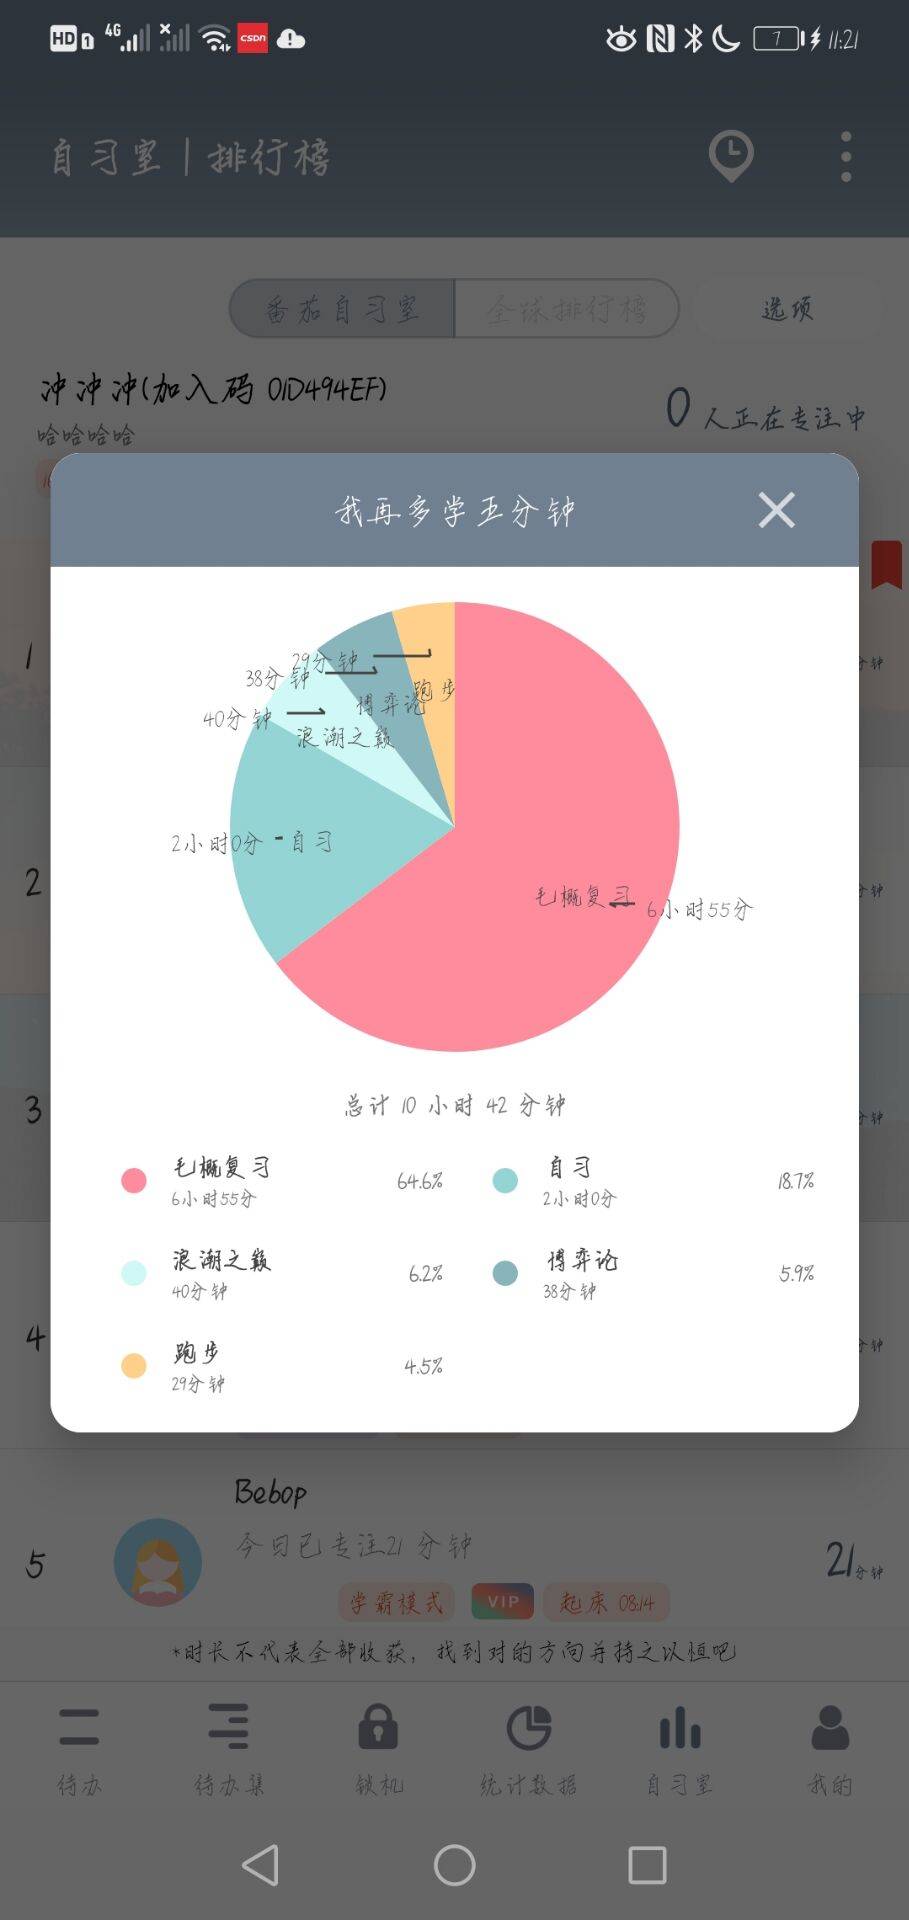 HD 1 4G CSDN 7 11:21
自习室 | 排行榜
番茄自习室 全球排行榜 选项
冲冲冲(加入码 01D494EF)
哈哈哈哈
0 人正在专注中
我再多学五分钟
1
分钟
29分钟
38分钟
跑步
博弈论
40分钟
浪潮之巅
2小时0分 自习
2
分钟
毛概复习 6小时55分
总计 10 小时 42 分钟
3
分钟
毛概复习 64.6% 自习 18.7%
6小时55分 2小时0分
浪潮之巅 6.2% 博弈论 5.9%
40分钟 38分钟
4
分钟
跑步 4.5%
29分钟
Bebop
5 今日已专注21 分钟 21分钟
学霸模式 VIP 起床 08:14
*时长不代表全部收获，找到对的方向并持之以恒吧
待办 待办集 锁机 统计数据 自习室 我的